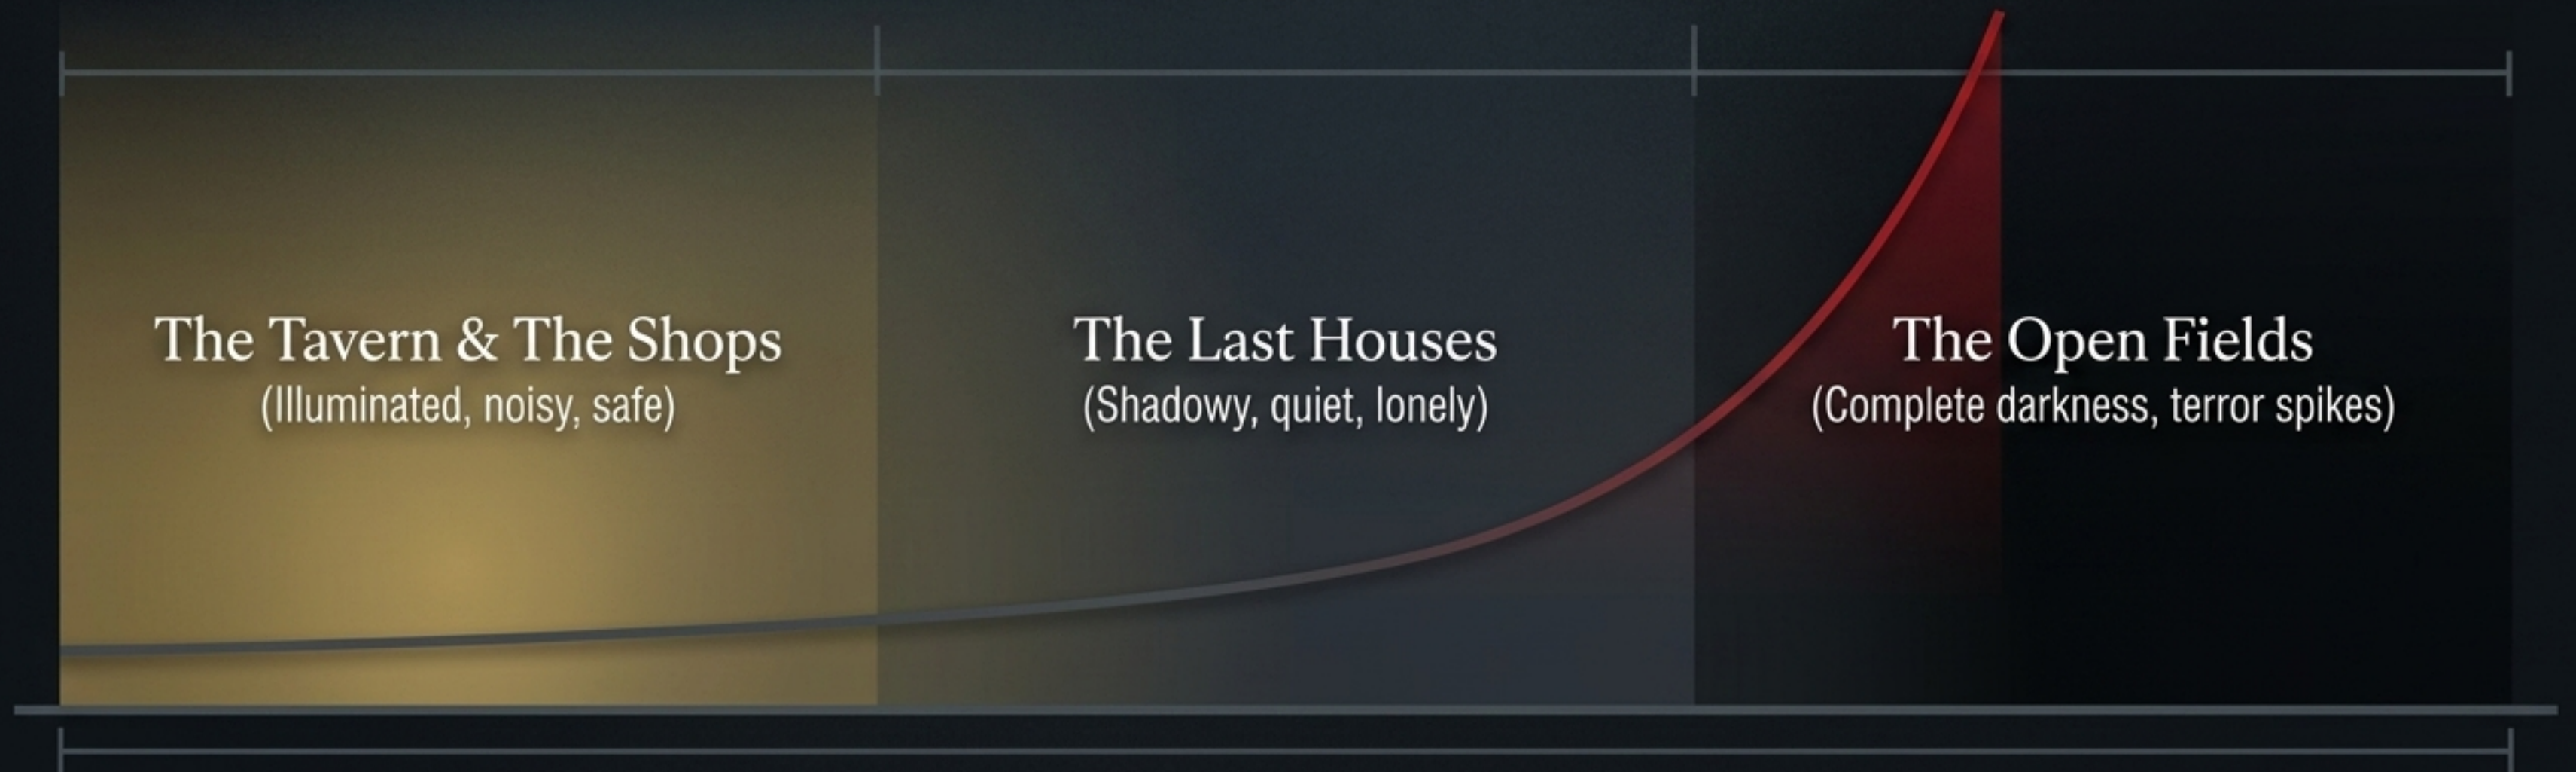 The Tavern & The Shops
(Illuminated, noisy, safe)
The Last Houses
(Shadowy, quiet, lonely)
The Open Fields
(Complete darkness, terror spikes)